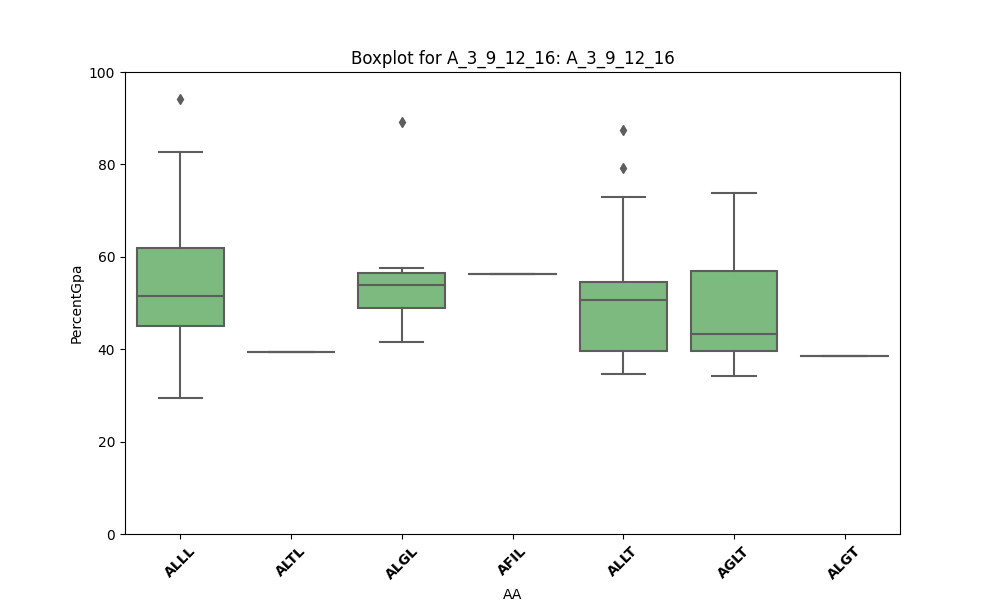 Boxplot for A_3_9_12_16: A_3_9_12_16
100
80
60
40
20
0
PercentGpa
ALLL
ALTL
ALGL
AFIL
ALLT
AGLT
ALGT
AA